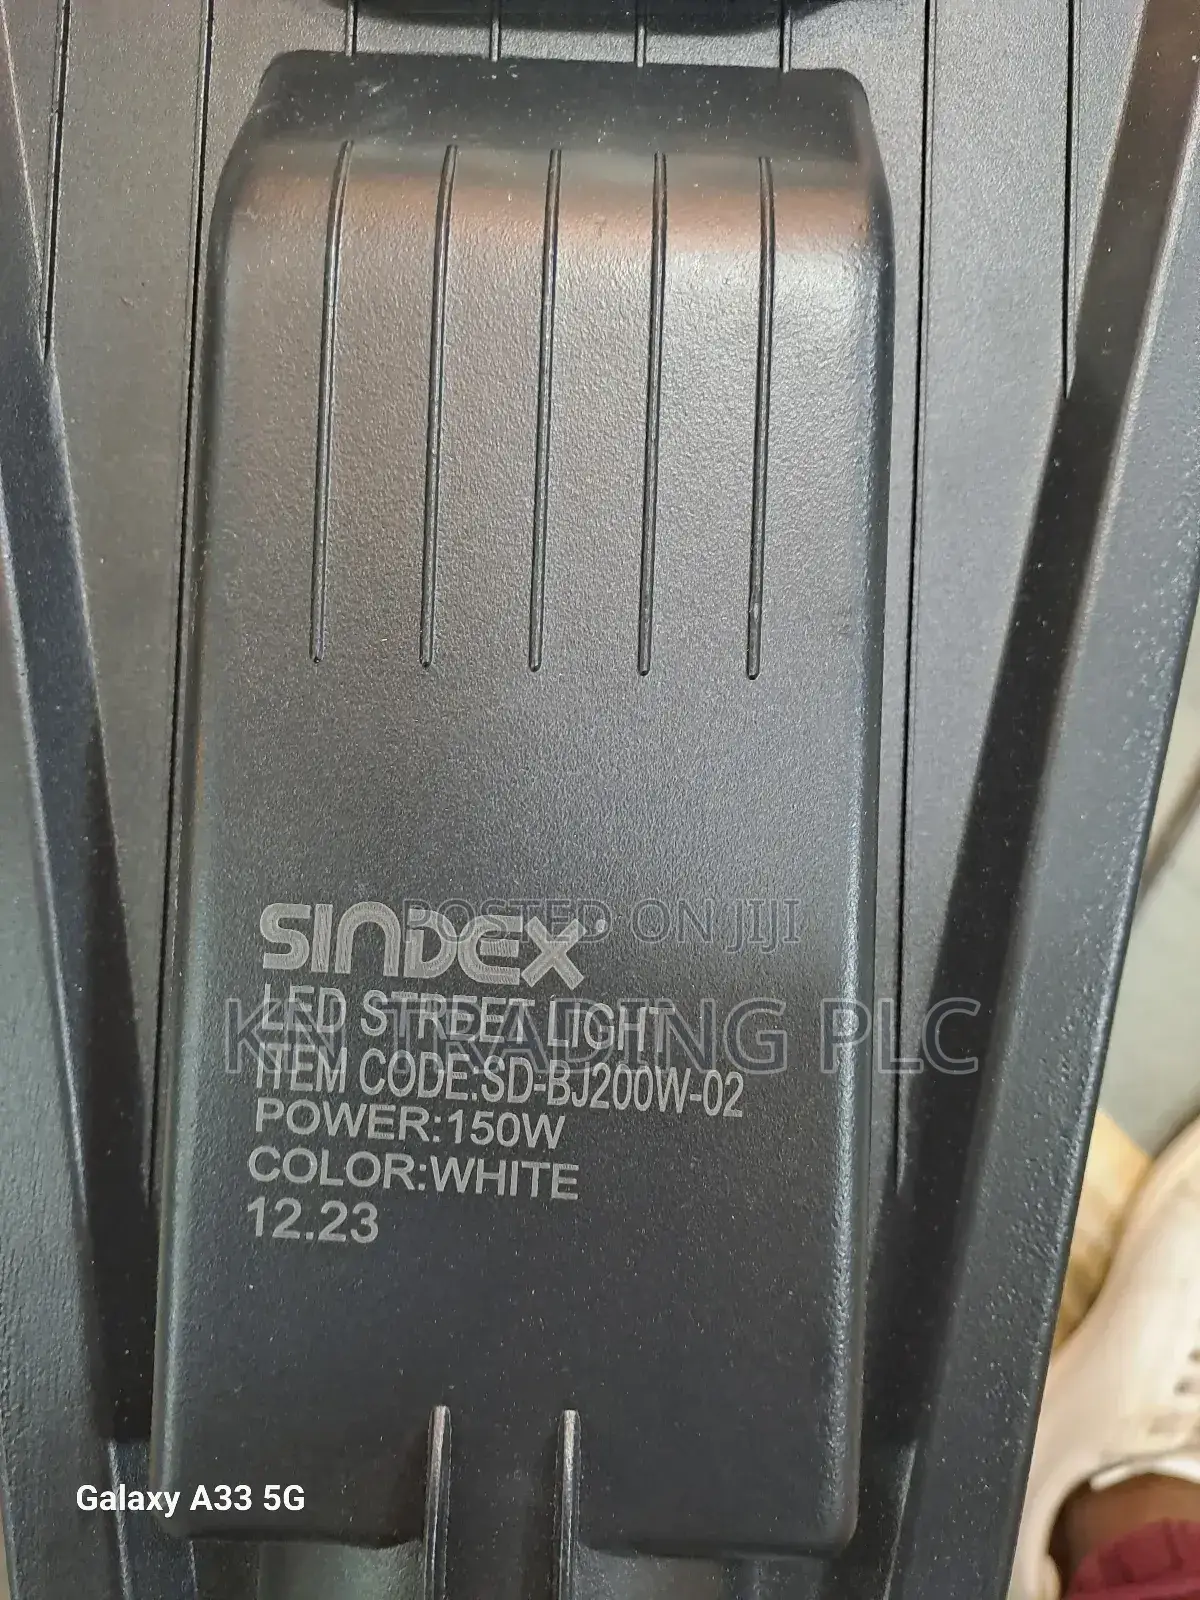 SINDEX
POSTED ON JIJI
LED STREET LIGHT
KN TRADING PLC
ITEM CODE:SD-BJ200W-02
POWER:150W
COLOR:WHITE
12.23
Galaxy A33 5G